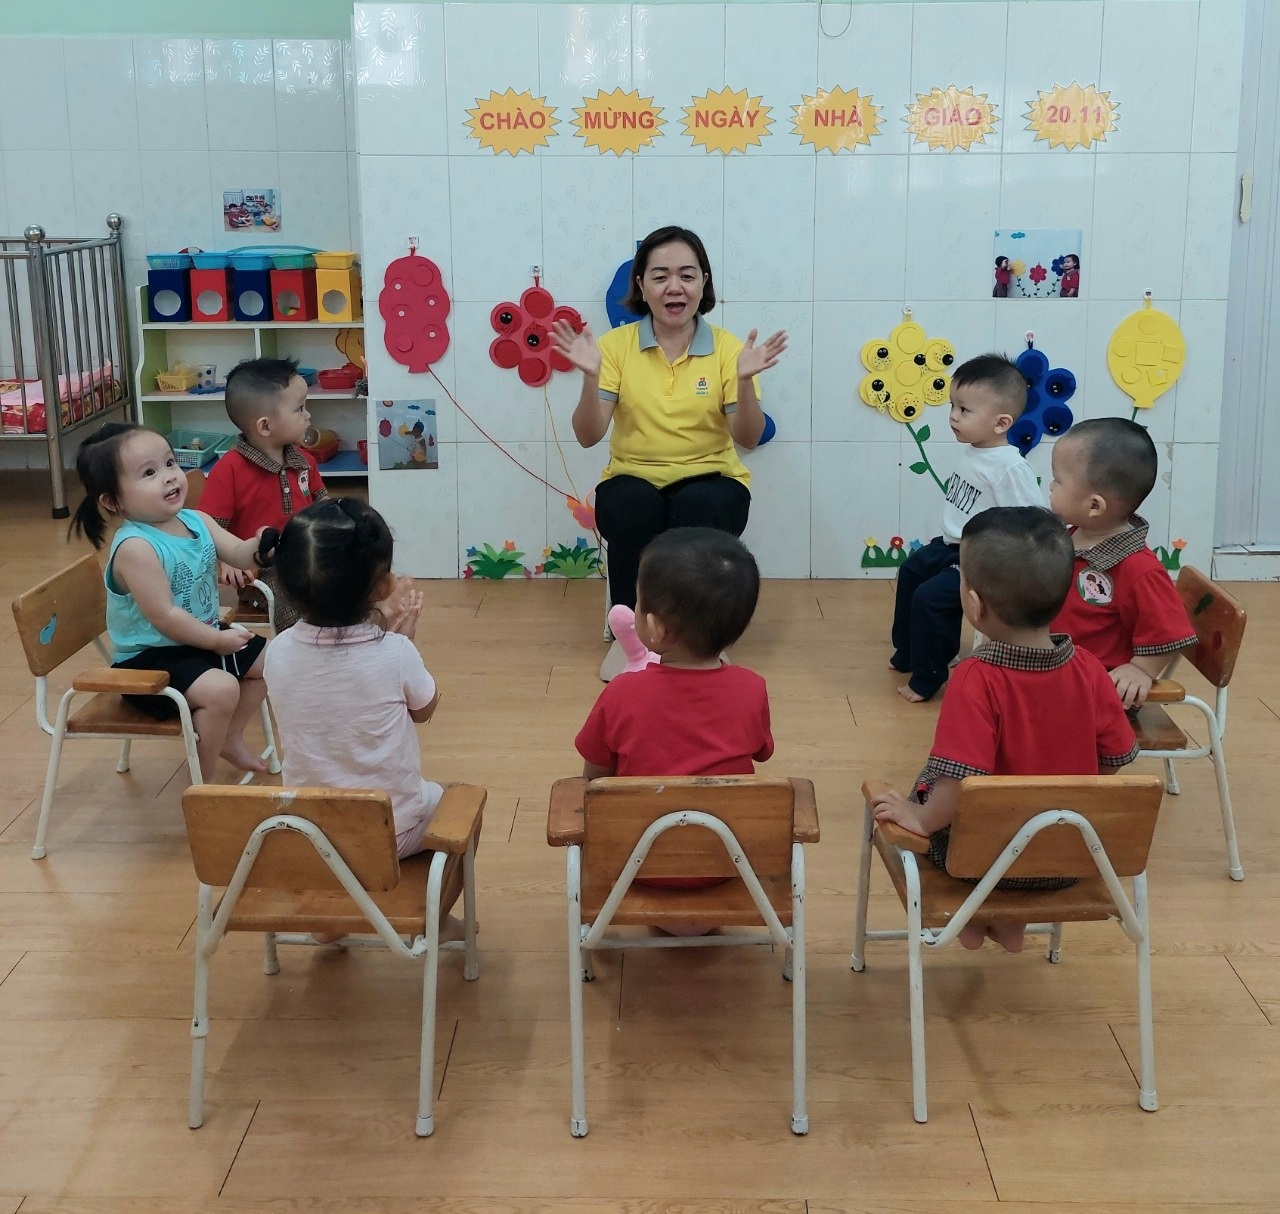 CHÀO MỪNG NGÀY NHÀ GIÁO 20.11